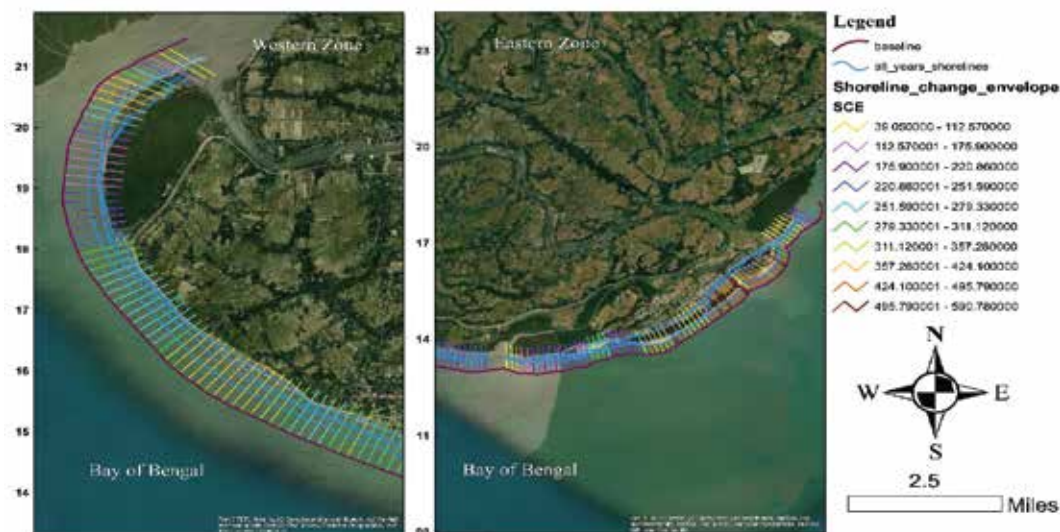 Western Zone
21
20
19
18
17
16
15
14
Bay of Bengal
Eastern Zone
23
20
17
14
11
Bay of Bengal
Legend
baseline
all_years_shorelines
Shoreline_change_envelope
SCE
39.050000 - 112.570000
112.570001 - 175.900000
175.900001 - 220.860000
220.860001 - 251.590000
251.590001 - 279.330000
279.330001 - 311.120000
311.120001 - 357.260000
357.260001 - 424.100000
424.100001 - 495.790000
495.790001 - 590.780000
N
W
E
S
2.5
Miles